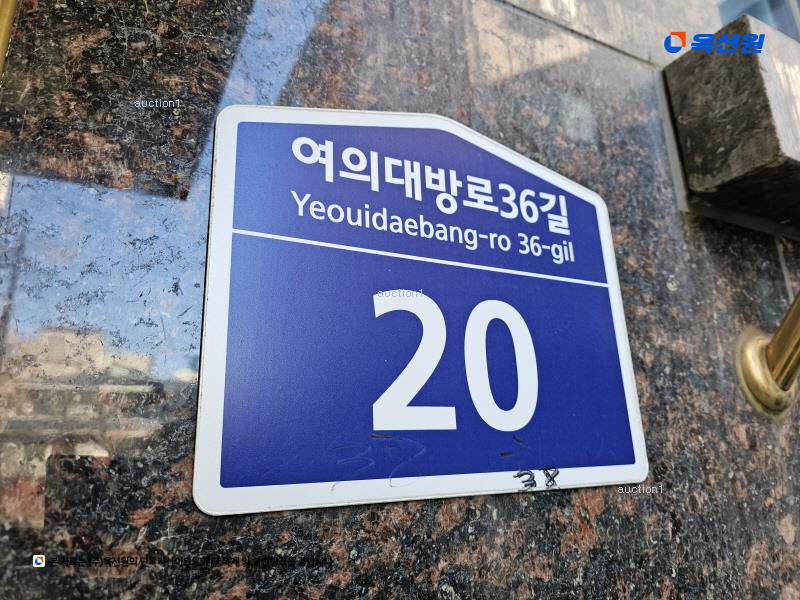 옥션원
auction1
여의대방로36길
Yeouidaebang-ro 36-gil
auction1
20
38
auction1